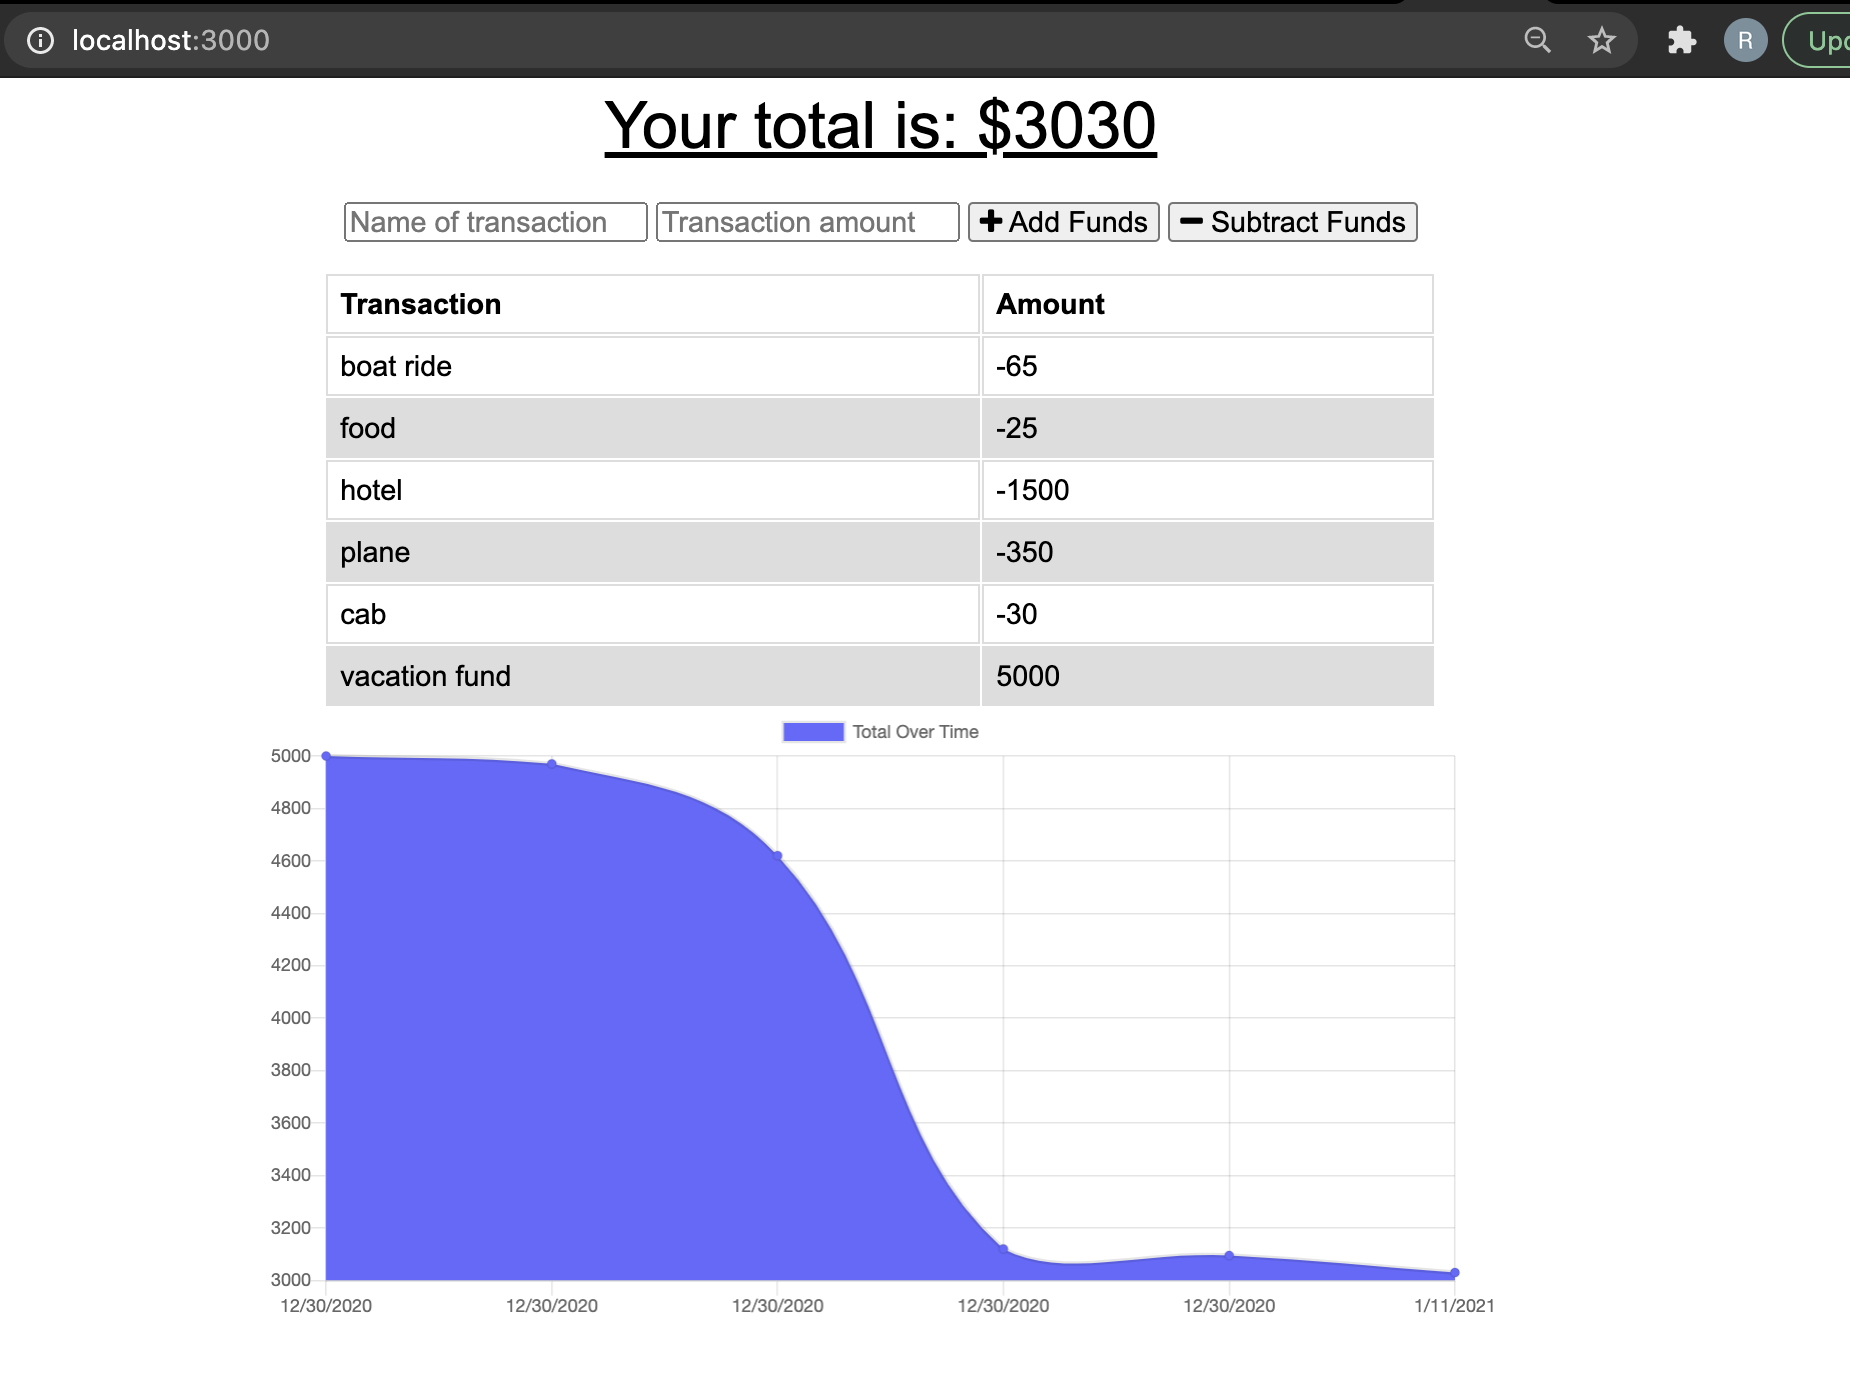 localhost:3000
R
Your total is: $3030
Name of transaction Transaction amount Add Funds Subtract Funds
Transaction Amount
boat ride -65
food -25
hotel -1500
plane -350
cab -30
vacation fund 5000
Total Over Time
5000
4800
4600
4400
4200
4000
3800
3600
3400
3200
3000
12/30/2020 12/30/2020 12/30/2020 12/30/2020 12/30/2020 1/11/2021